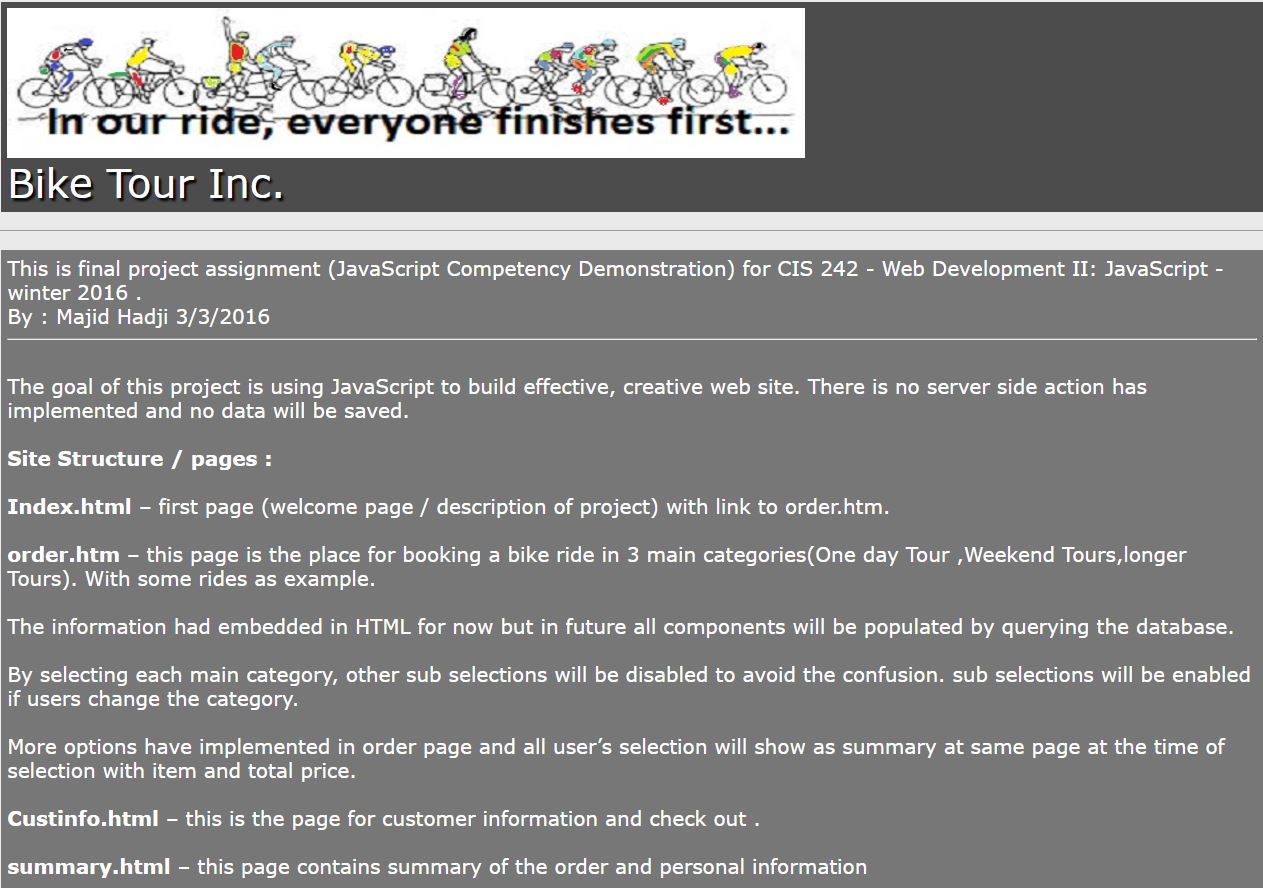 In our ride, everyone finishes first...
Bike Tour Inc.
This is final project assignment (JavaScript Competency Demonstration) for CIS 242 - Web Development II: JavaScript -
winter 2016 .
By : Majid Hadji 3/3/2016
The goal of this project is using JavaScript to build effective, creative web site. There is no server side action has
implemented and no data will be saved.
Site Structure / pages :
Index.html – first page (welcome page / description of project) with link to order.htm.
order.htm – this page is the place for booking a bike ride in 3 main categories(One day Tour ,Weekend Tours,longer
Tours). With some rides as example.
The information had embedded in HTML for now but in future all components will be populated by querying the database.
By selecting each main category, other sub selections will be disabled to avoid the confusion. sub selections will be enabled
if users change the category.
More options have implemented in order page and all user’s selection will show as summary at same page at the time of
selection with item and total price.
Custinfo.html – this is the page for customer information and check out .
summary.html – this page contains summary of the order and personal information